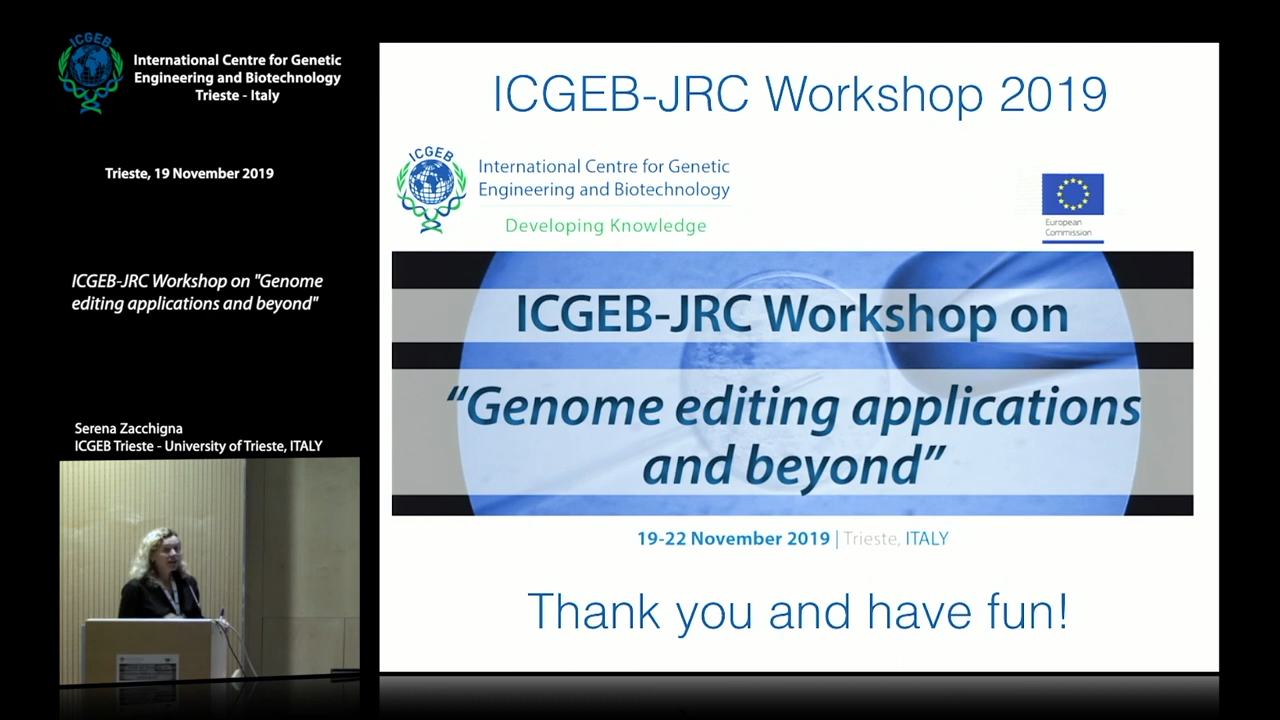 ICGEB
International Centre for Genetic
Engineering and Biotechnology
Trieste - Italy
Trieste, 19 November 2019
ICGEB-JRC Workshop on "Genome
editing applications and beyond"
Serena Zacchigna
ICGEB Trieste - University of Trieste, ITALY
ICGEB-JRC Workshop 2019
ICGEB
International Centre for Genetic
Engineering and Biotechnology
Developing Knowledge
European
Commission
ICGEB-JRC Workshop on
“Genome editing applications
and beyond”
19-22 November 2019 | Trieste, ITALY
Thank you and have fun!